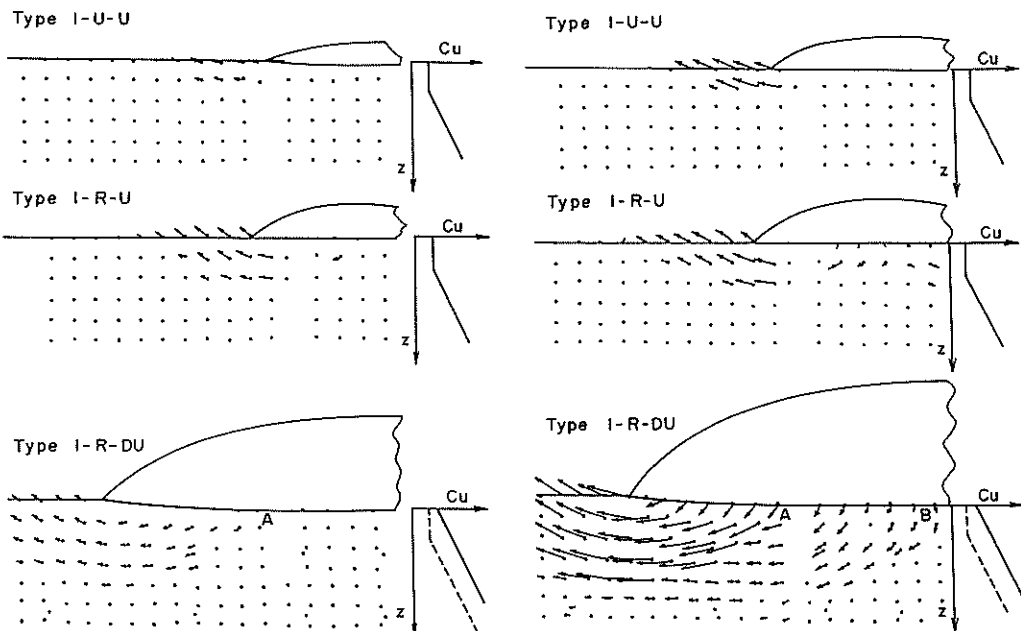 Type I-U-U
Cu
z
Type I-R-U
Cu
z
Type I-R-DU
A
Cu
z
Type I-U-U
Cu
z
Type I-R-U
Cu
z
Type I-R-DU
A
B
Cu
z